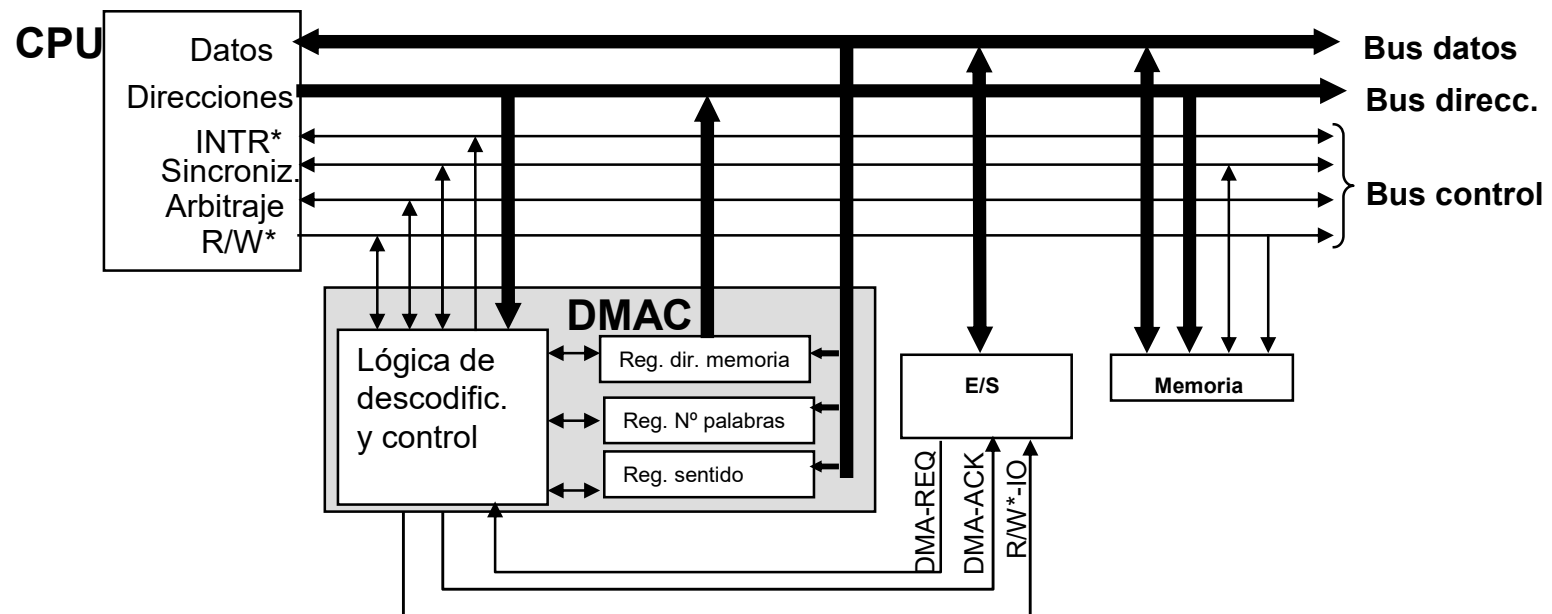 CPU
Datos
Direcciones
INTR*
Sincroniz.
Arbitraje
R/W*
Bus datos
Bus direcc.
Bus control
DMAC
Lógica de
descodific.
y control
Reg. dir. memoria
Reg. Nº palabras
Reg. sentido
E/S
Memoria
DMA-REQ
DMA-ACK
R/W*-IO